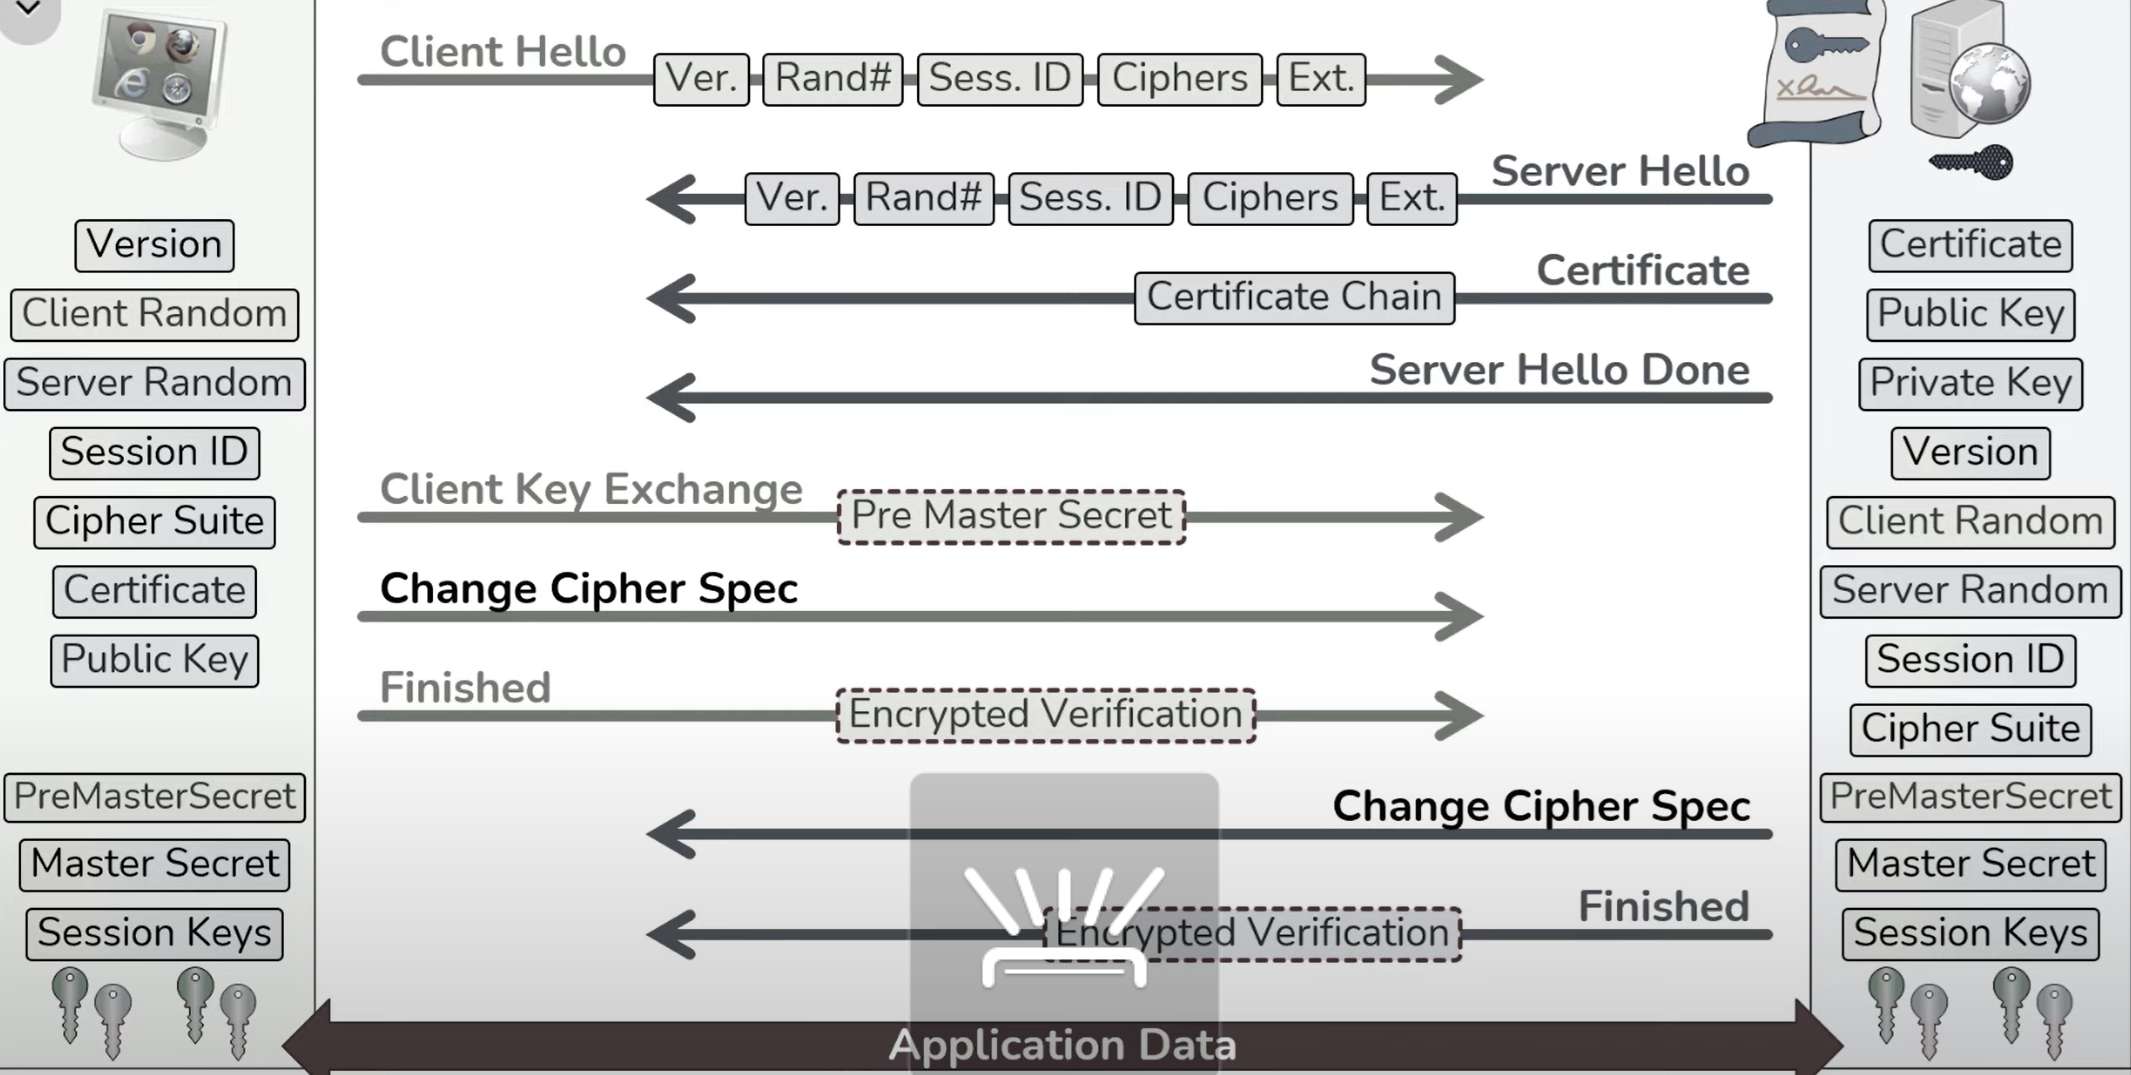 Client Hello
Ver. Rand# Sess. ID Ciphers Ext.
Server Hello
Ver. Rand# Sess. ID Ciphers Ext.
Certificate
Certificate Chain
Server Hello Done
Client Key Exchange
Pre Master Secret
Change Cipher Spec
Finished
Encrypted Verification
Change Cipher Spec
Finished
Encrypted Verification
Application Data
Version
Client Random
Server Random
Session ID
Cipher Suite
Certificate
Public Key
PreMasterSecret
Master Secret
Session Keys
Certificate
Public Key
Private Key
Version
Client Random
Server Random
Session ID
Cipher Suite
PreMasterSecret
Master Secret
Session Keys